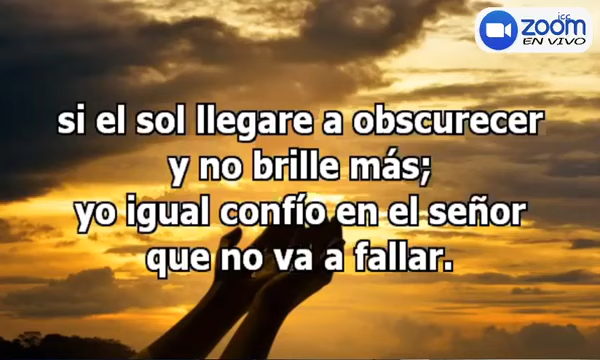 icc
zoom
EN VIVO
si el sol llegare a obscurecer
y no brille más;
yo igual confío en el señor
que no va a fallar.